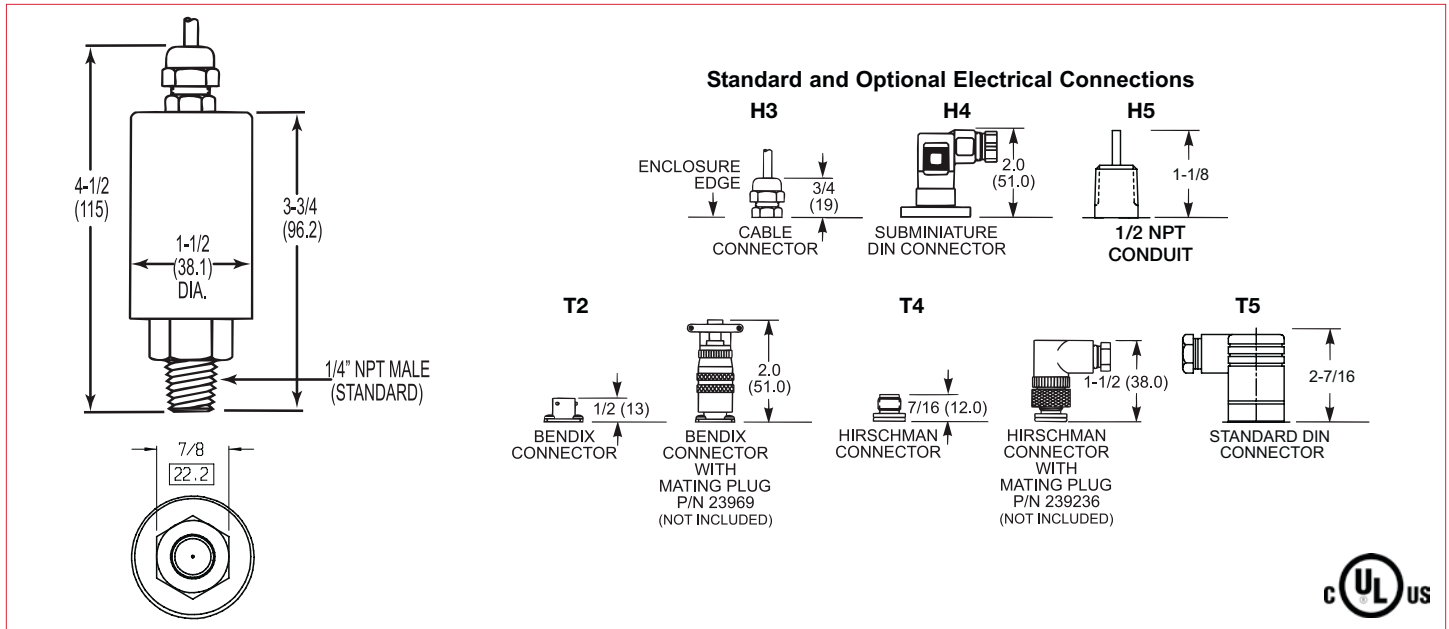 4-1/2
(115)
3-3/4
(96.2)
1-1/2
(38.1)
DIA.
1/4" NPT MALE
(STANDARD)
7/8
22.2
Standard and Optional Electrical Connections
H3
H4
H5
ENCLOSURE
EDGE
3/4
(19)
CABLE
CONNECTOR
2.0
(51.0)
SUBMINIATURE
DIN CONNECTOR
1-1/8
1/2 NPT
CONDUIT
T2
T4
T5
1/2 (13)
BENDIX
CONNECTOR
2.0
(51.0)
BENDIX
CONNECTOR
WITH
MATING PLUG
P/N 23969
(NOT INCLUDED)
7/16 (12.0)
HIRSCHMAN
CONNECTOR
1-1/2 (38.0)
HIRSCHMAN
CONNECTOR
WITH
MATING PLUG
P/N 239236
(NOT INCLUDED)
2-7/16
STANDARD DIN
CONNECTOR
C UL ® US